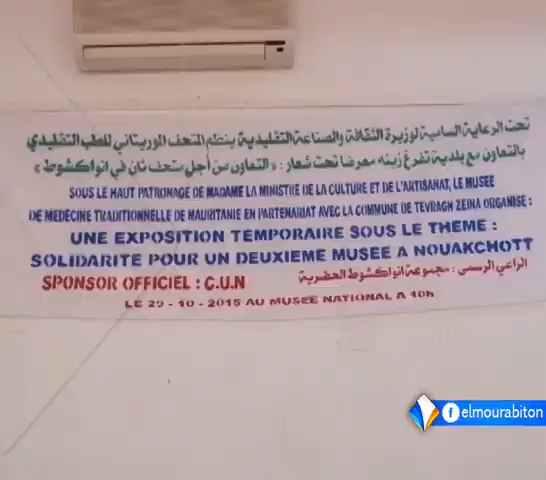 تحت الرعاية السامية لوزيرة الثقافة والصناعة التقليدية ينظم المتحف الموريتاني للطب التقليدي
بالتعاون مع بلدية تفرغ زينه معرضا تحت شعار : « التعاون من أجل متحف ثان في انواكشوط »
SOUS LE HAUT PATRONAGE DE MADAME LA MINISTRE DE LA CULTURE ET DE L'ARTISANAT, LE MUSEE
DE MEDECINE TRADITIONNELLE DE MAURITANIE EN PARTENARIAT AVEC LA COMMUNE DE TEVRAGH ZEINA ORGANISE :
UNE EXPOSITION TEMPORAIRE SOUS LE THEME :
SOLIDARITE POUR UN DEUXIEME MUSEE A NOUAKCHOTT
SPONSOR OFFICIEL : C.U.N الراعي الرسمي : مجموعة انواكشوط الحضرية
LE 29 - 10 - 2015 AU MUSEE NATIONAL A 10h
elmourabiton